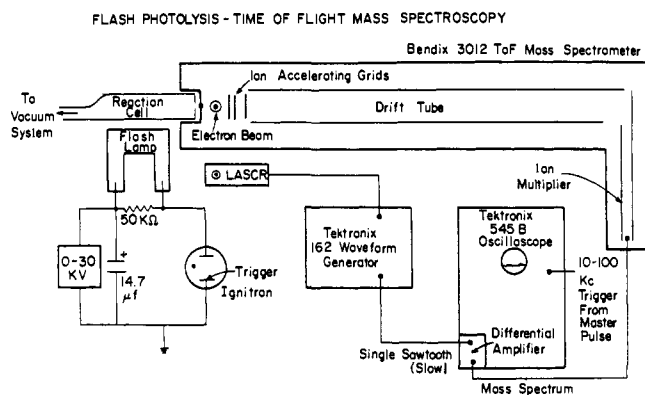 FLASH PHOTOLYSIS - TIME OF FLIGHT MASS SPECTROSCOPY
Bendix 3012 ToF Mass Spectrometer
Ion Accelerating Grids
To
Vacuum
System
Reaction
Cell
Drift Tube
Electron Beam
Flash
Lamp
LASCR
Ion
Multiplier
50 KΩ
0-30
KV
+
14.7
μf
Trigger
Ignitron
Tektronix
162 Waveform
Generator
Tektronix
545 B
Oscilloscope
10-100
Kc
Trigger
From
Master
Pulse
Differential
Amplifier
Single Sawtooth
(Slow)
Mass Spectrum